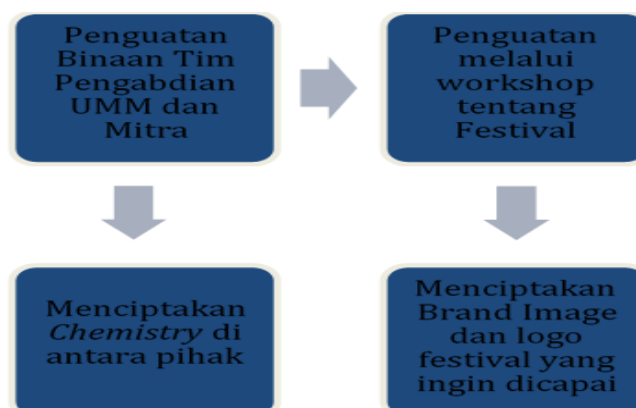 Penguatan
Binaan Tim
Pengabdian
UMM dan
Mitra
Penguatan
melalui
workshop
tentang
Festival
Menciptakan
Chemistry di
antara pihak
Menciptakan
Brand Image
dan logo
festival yang
ingin dicapai